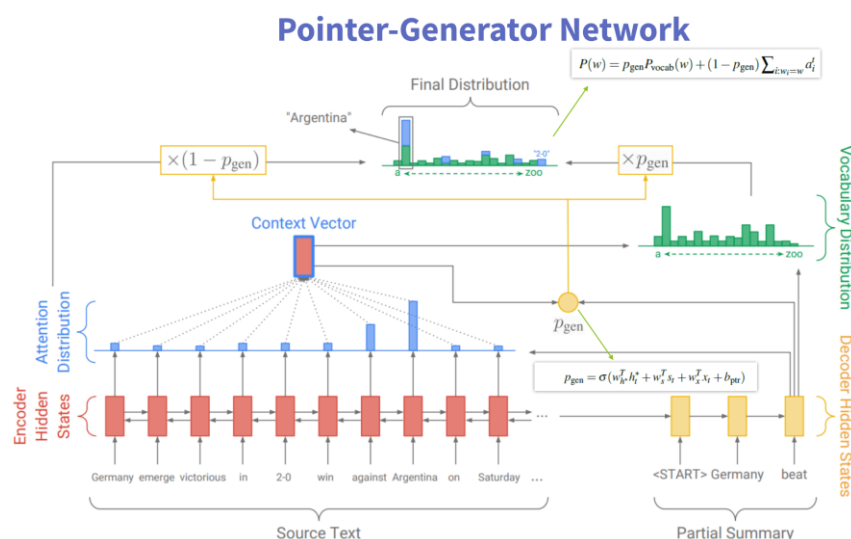 Pointer-Generator Network
P(w) = p_gen P_vocab(w) + (1 − p_gen) ∑_{i:w_i=w} a_i^t
Final Distribution
"Argentina"
×(1 − p_gen)
"2-0"
×p_gen
a
zoo
Context Vector
a
zoo
Vocabulary Distribution
Attention
Distribution
p_gen
p_gen = σ(w_{h*}^T h_t^* + w_s^T s_t + w_x^T x_t + b_ptr)
Encoder
Hidden
States
...
Decoder Hidden States
Germany emerge victorious in 2-0 win against Argentina on Saturday ...
<START> Germany beat
Source Text
Partial Summary